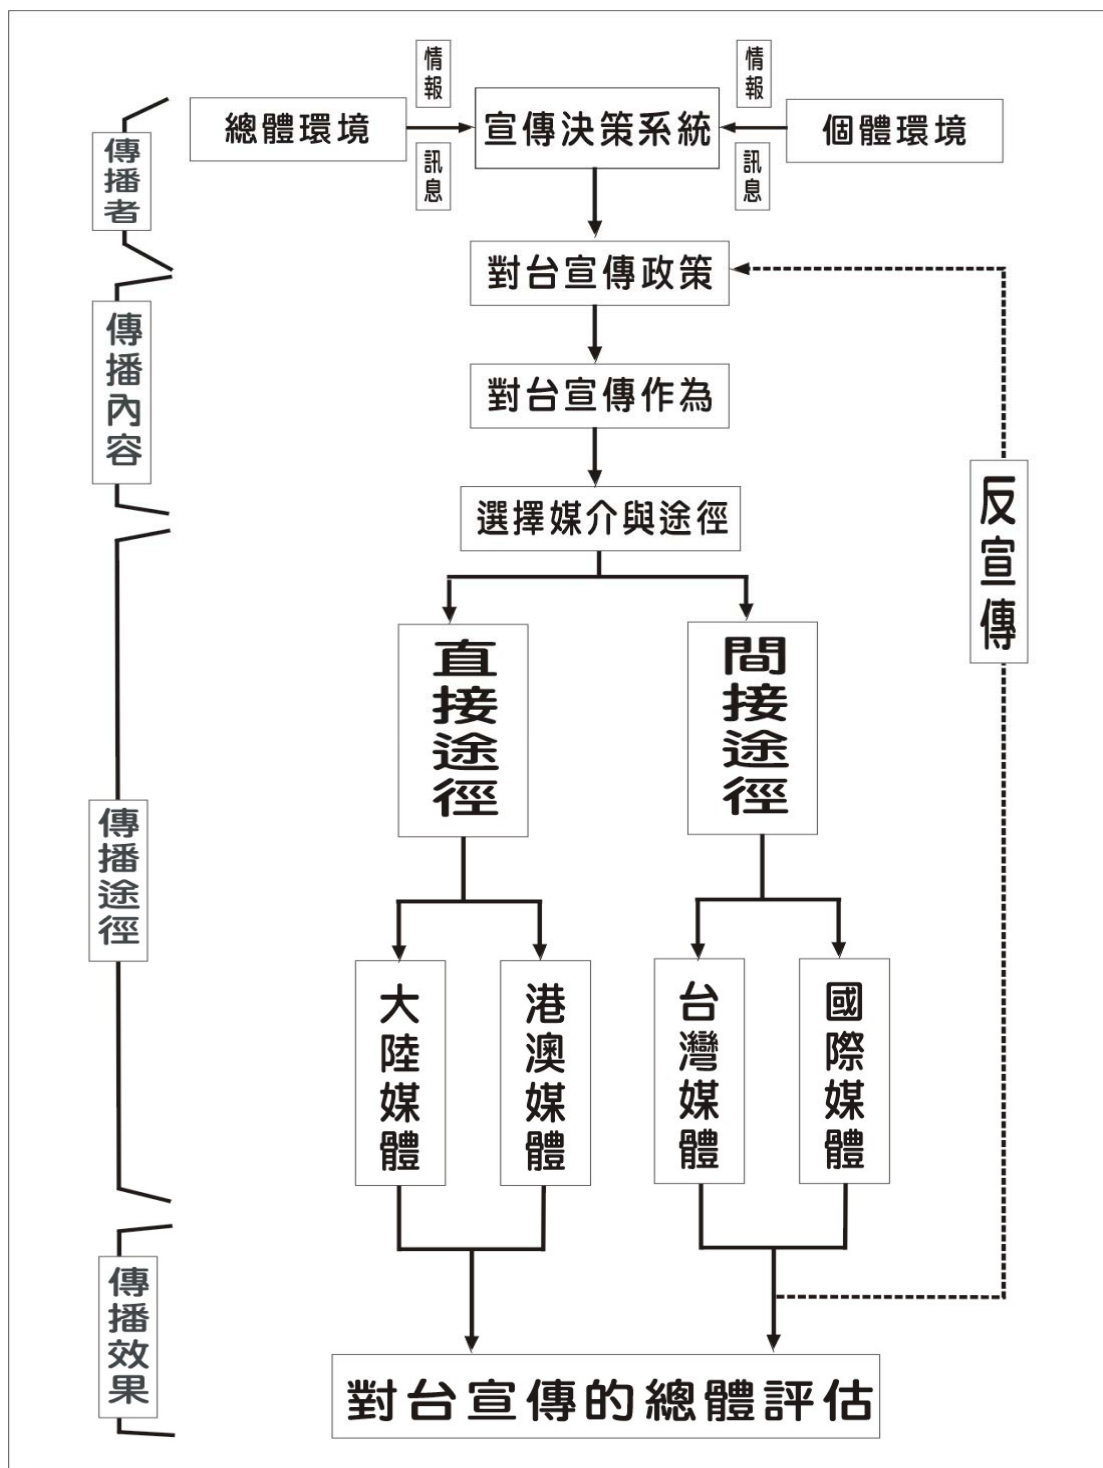 情報
情報
總體環境
宣傳決策系統
個體環境
訊息
訊息
傳播者
對台宣傳政策
傳播內容
對台宣傳作為
選擇媒介與途徑
反宣傳
直接途徑
間接途徑
傳播途徑
大陸媒體
港澳媒體
台灣媒體
國際媒體
傳播效果
對台宣傳的總體評估